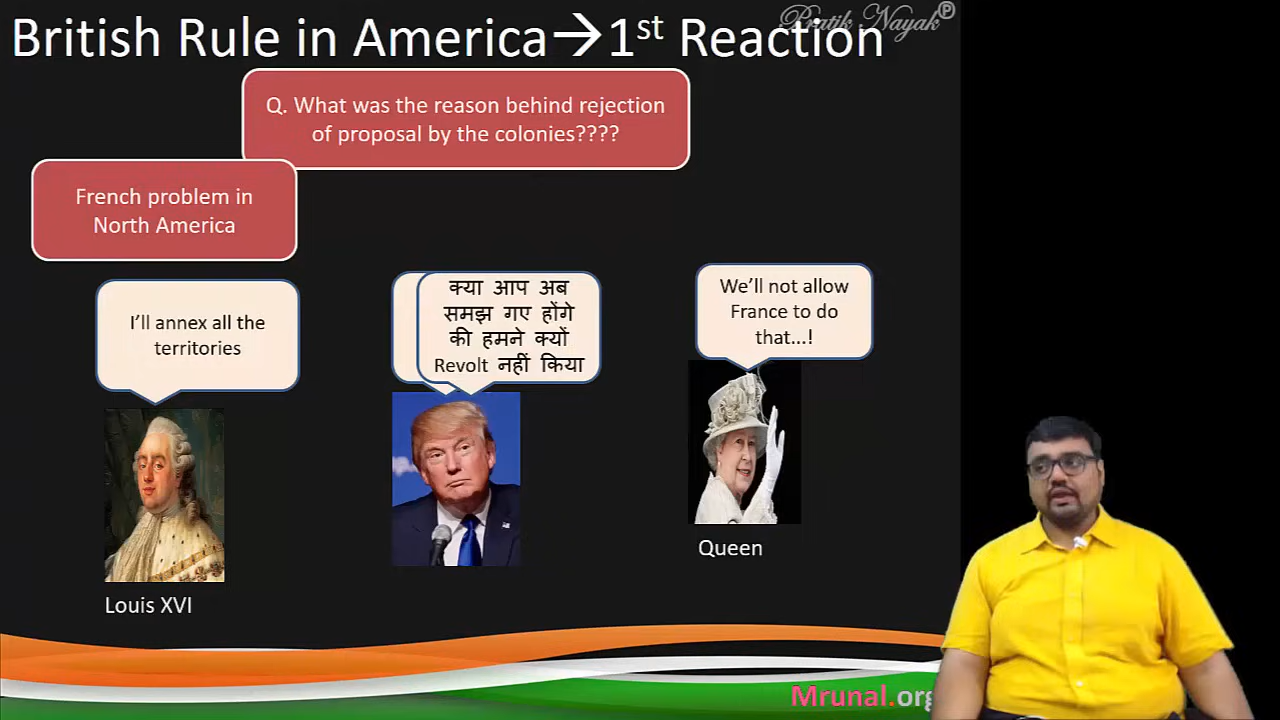 British Rule in America→1st Reaction
Pratik Nayak ℗
Q. What was the reason behind rejection
of proposal by the colonies????
French problem in
North America
I’ll annex all the
territories
क्या आप अब
समझ गए होंगे
की हमने क्यों
Revolt नहीं किया
We’ll not allow
France to do
that...!
Louis XVI
Queen
Mrunal.org